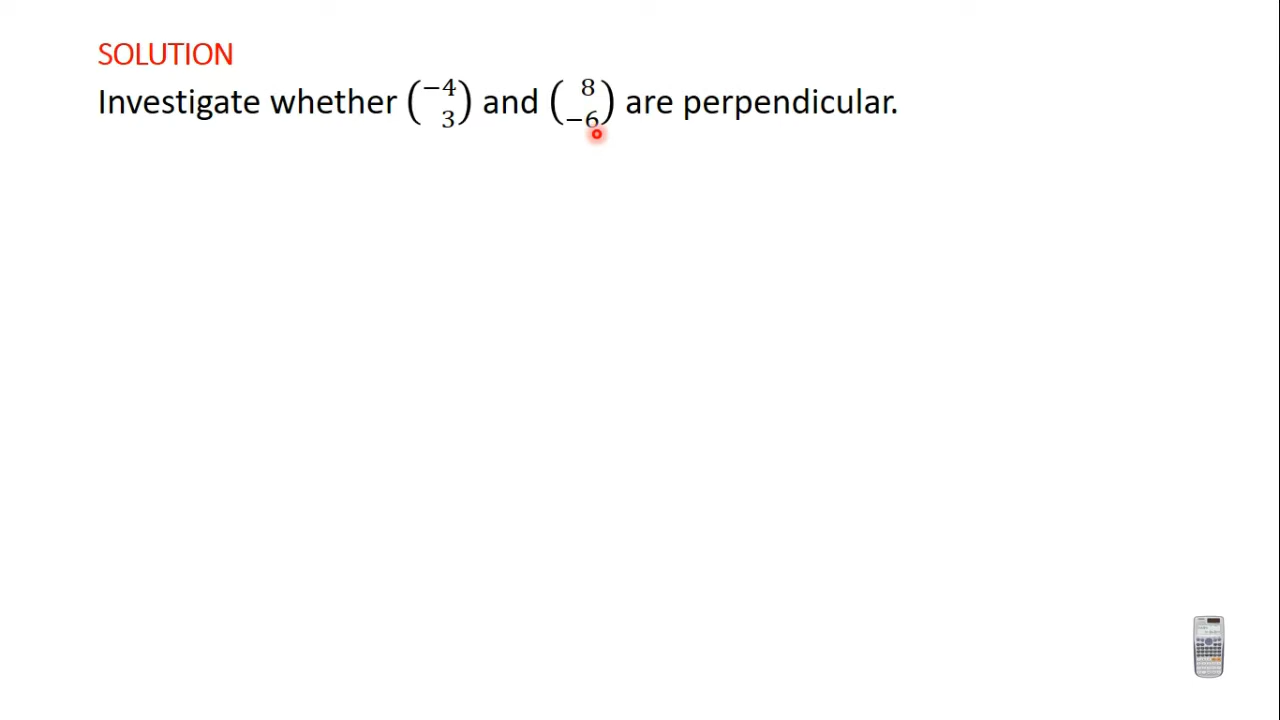 SOLUTION
Investigate whether (−4 3) and (8 −6) are perpendicular.